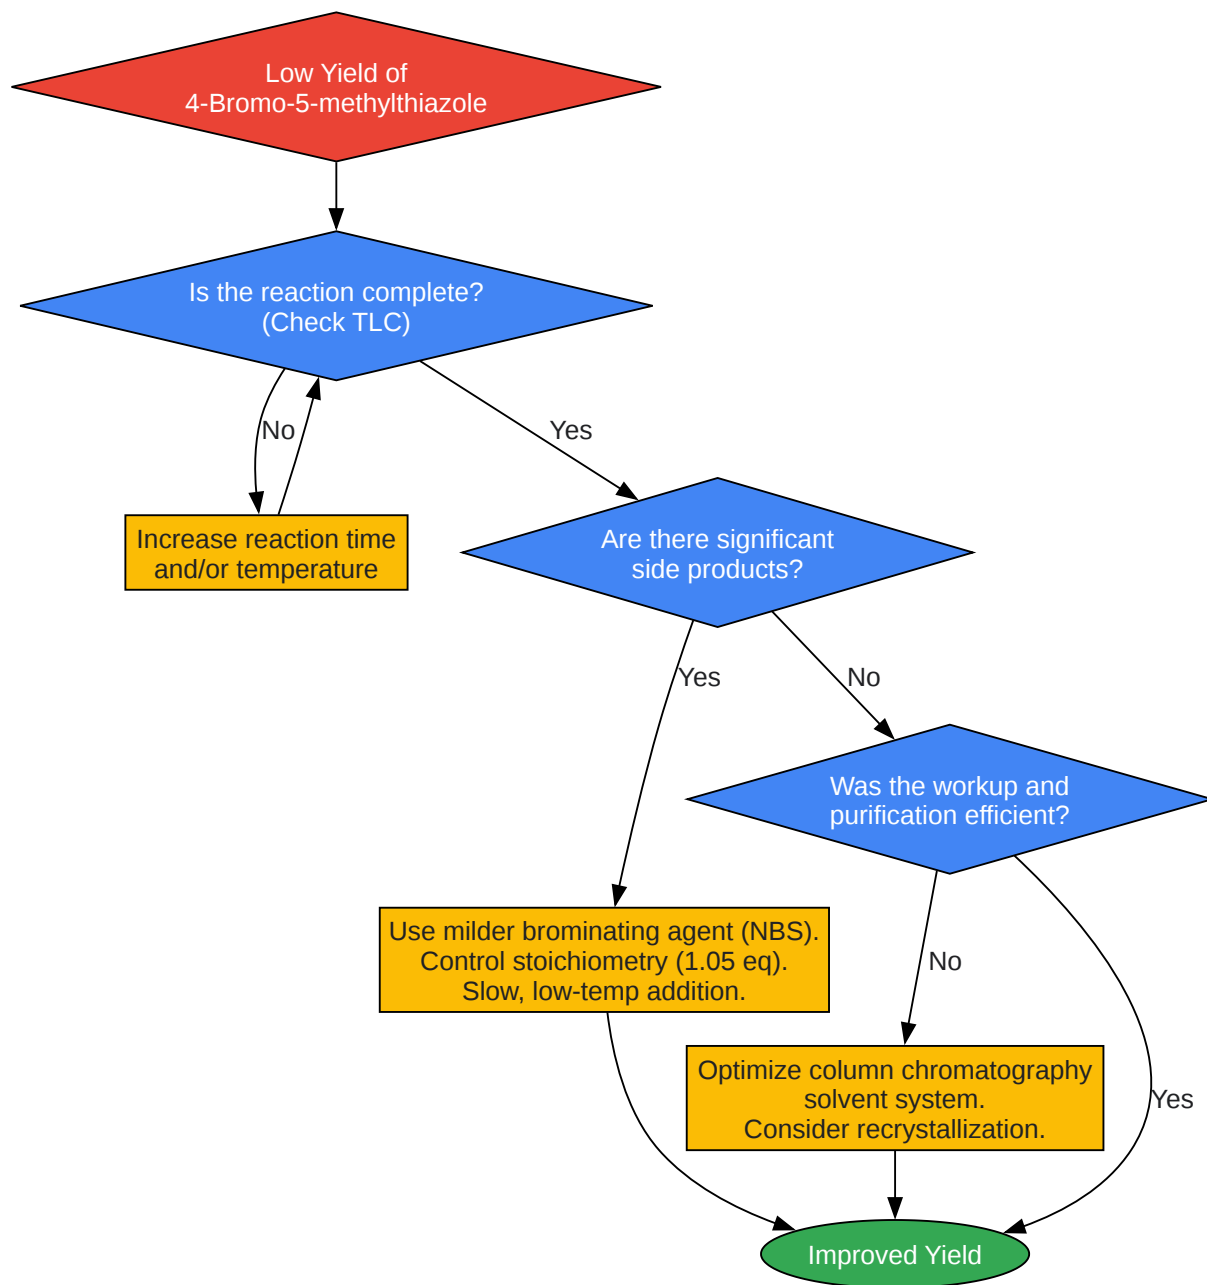 Low Yield of
4-Bromo-5-methylthiazole
Is the reaction complete?
(Check TLC)
No
Yes
Increase reaction time
and/or temperature
Are there significant
side products?
Yes
No
Was the workup and
purification efficient?
Use milder brominating agent (NBS).
Control stoichiometry (1.05 eq).
Slow, low-temp addition.
No
Optimize column chromatography
solvent system.
Consider recrystallization.
Yes
Improved Yield